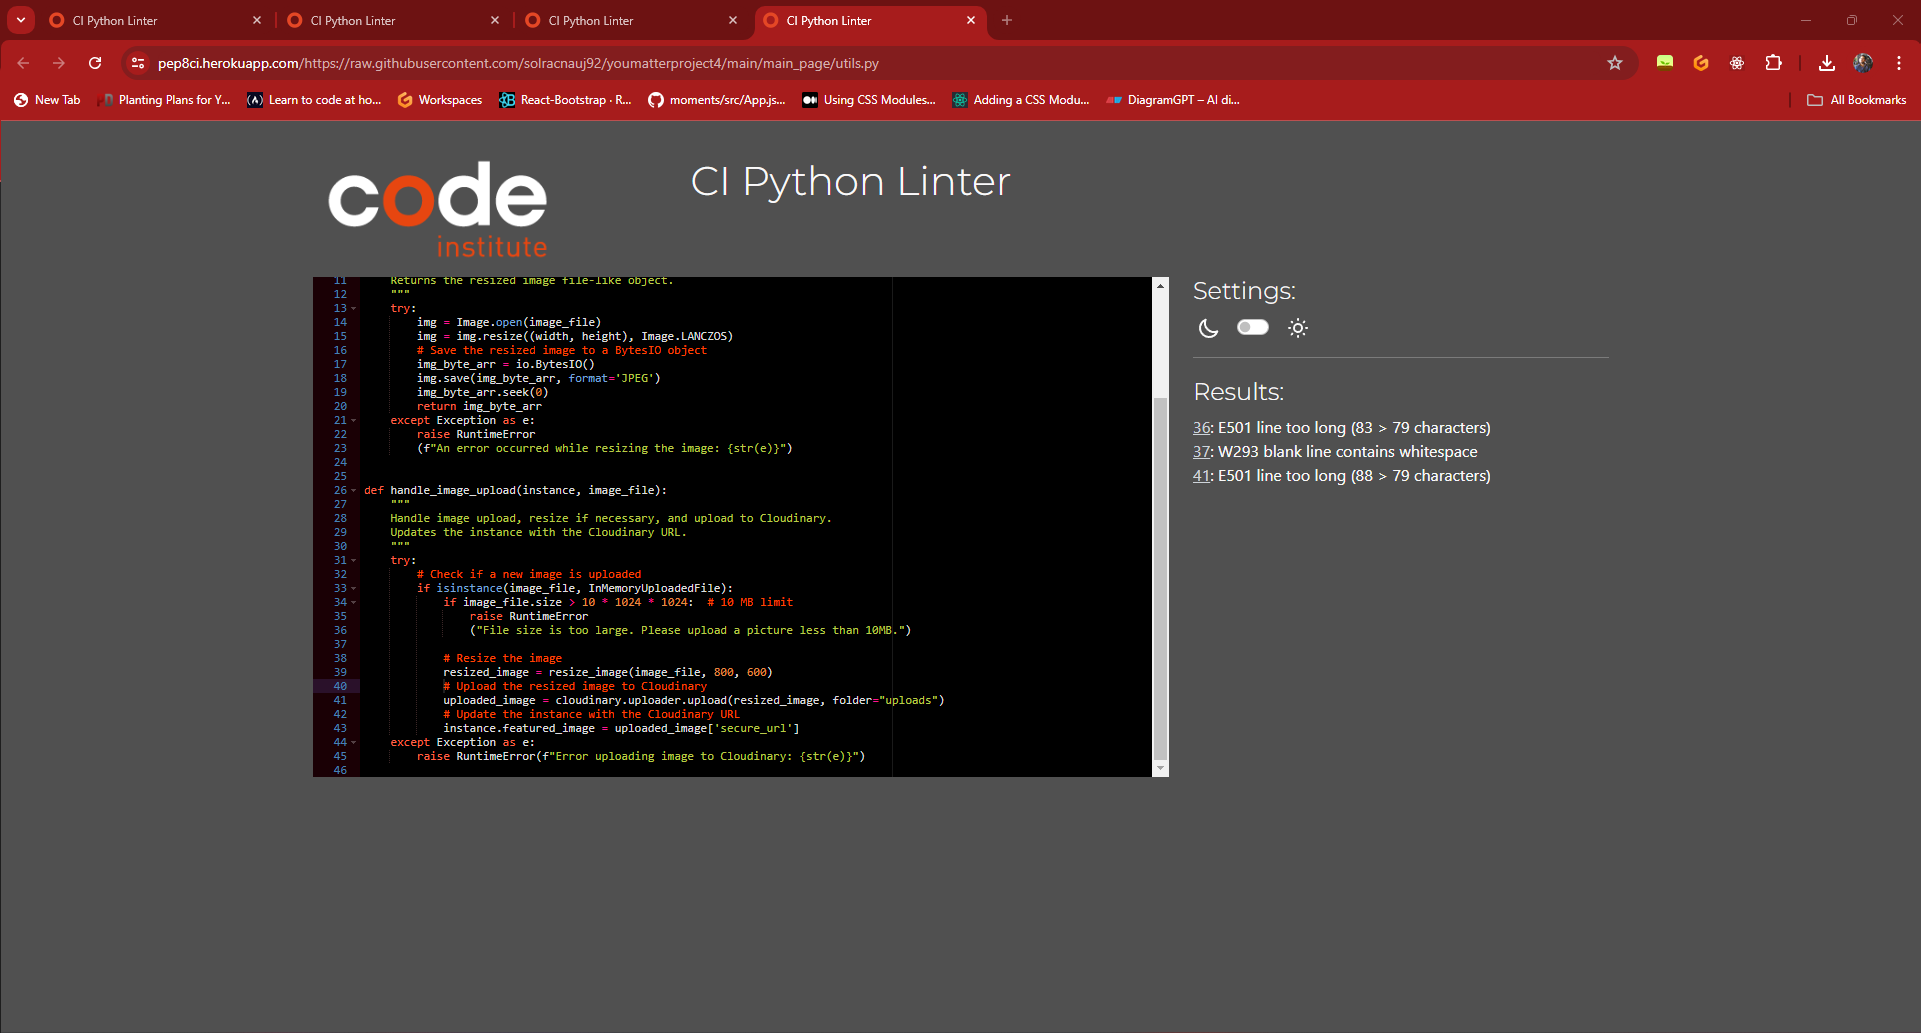 CI Python Linter
CI Python Linter
CI Python Linter
CI Python Linter
pep8ci.herokuapp.com/https://raw.githubusercontent.com/solracnauj92/youmatterproject4/main/main_page/utils.py
New Tab
Planting Plans for Y...
Learn to code at ho...
Workspaces
React-Bootstrap · R...
moments/src/App.js...
Using CSS Modules...
Adding a CSS Modu...
DiagramGPT – AI di...
All Bookmarks
code
institute
CI Python Linter
11 Returns the resized image file-like object.
12 """
13 try:
14 img = Image.open(image_file)
15 img = img.resize((width, height), Image.LANCZOS)
16 # Save the resized image to a BytesIO object
17 img_byte_arr = io.BytesIO()
18 img.save(img_byte_arr, format='JPEG')
19 img_byte_arr.seek(0)
20 return img_byte_arr
21 except Exception as e:
22 raise RuntimeError
23 (f"An error occurred while resizing the image: {str(e)}")
24
25
26 def handle_image_upload(instance, image_file):
27 """
28 Handle image upload, resize if necessary, and upload to Cloudinary.
29 Updates the instance with the Cloudinary URL.
30 """
31 try:
32 # Check if a new image is uploaded
33 if isinstance(image_file, InMemoryUploadedFile):
34 if image_file.size > 10 * 1024 * 1024:  # 10 MB limit
35 raise RuntimeError
36 ("File size is too large. Please upload a picture less than 10MB.")
37
38 # Resize the image
39 resized_image = resize_image(image_file, 800, 600)
40 # Upload the resized image to Cloudinary
41 uploaded_image = cloudinary.uploader.upload(resized_image, folder="uploads")
42 # Update the instance with the Cloudinary URL
43 instance.featured_image = uploaded_image['secure_url']
44 except Exception as e:
45 raise RuntimeError(f"Error uploading image to Cloudinary: {str(e)}")
46
Settings:
Results:
36: E501 line too long (83 > 79 characters)
37: W293 blank line contains whitespace
41: E501 line too long (88 > 79 characters)